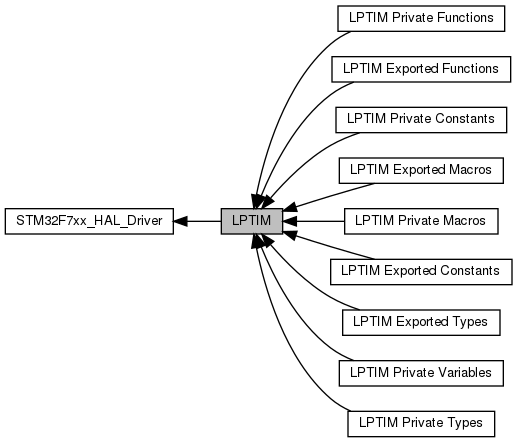 LPTIM Private Functions
LPTIM Exported Functions
LPTIM Private Constants
LPTIM Exported Macros
STM32F7xx_HAL_Driver
LPTIM
LPTIM Private Macros
LPTIM Exported Constants
LPTIM Exported Types
LPTIM Private Variables
LPTIM Private Types